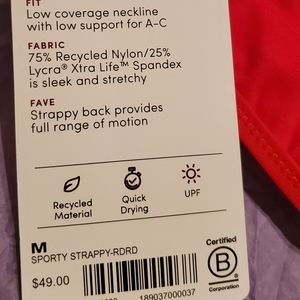 FIT
Low coverage neckline
with low support for A-C
FABRIC
75% Recycled Nylon/25%
Lycra® Xtra Life™ Spandex
is sleek and stretchy
FAVE
Strappy back provides
full range of motion
Recycled
Material
Quick
Drying
UPF
M
SPORTY STRAPPY-RDRD
$49.00
189037000037
Certified
B
Corporation